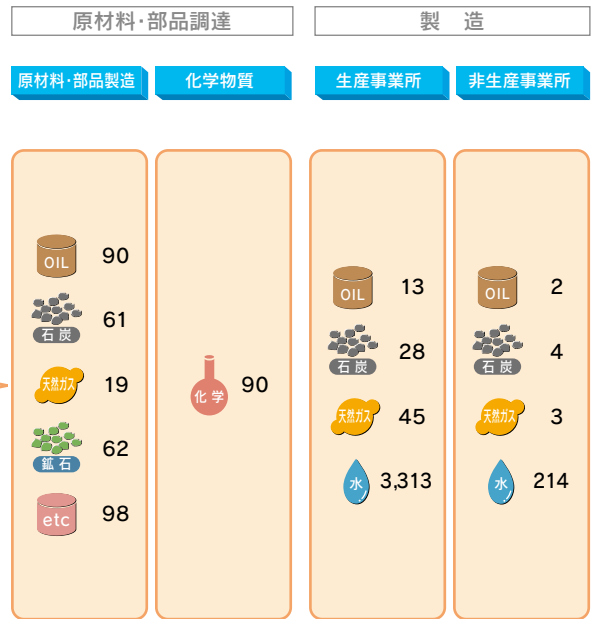 原材料・部品調達
製 造
原材料・部品製造
化学物質
生産事業所
非生産事業所
OIL 90
石炭 61
天然ガス 19
鉱石 62
etc 98
化学 90
OIL 13
石炭 28
天然ガス 45
水 3,313
OIL 2
石炭 4
天然ガス 3
水 214